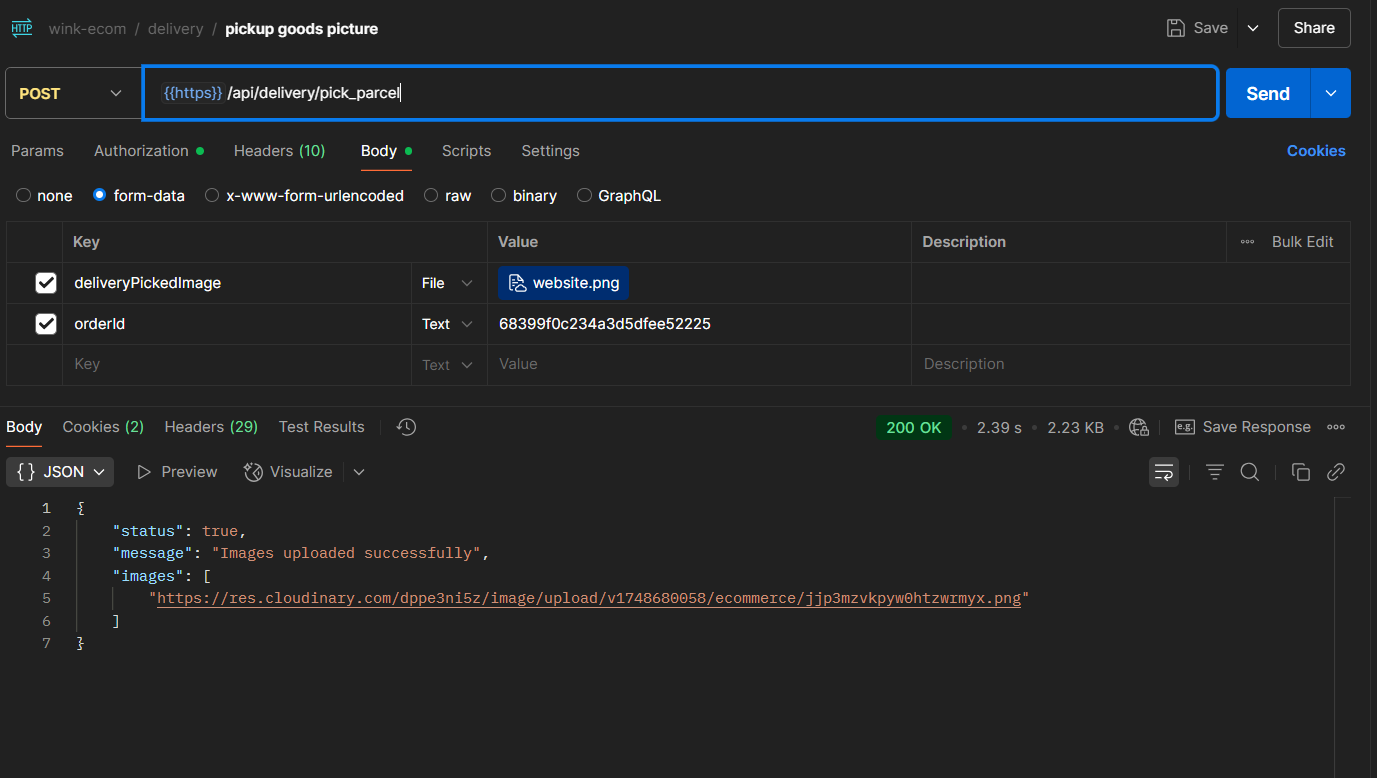 HTTP wink-ecom / delivery / pickup goods picture Save Share
POST {{https}} /api/delivery/pick_parcel Send
Params Authorization Headers (10) Body Scripts Settings Cookies
none form-data x-www-form-urlencoded raw binary GraphQL
Key Value Description Bulk Edit
deliveryPickedImage File website.png
orderId Text 68399f0c234a3d5dfee52225
Key Text Value Description
Body Cookies (2) Headers (29) Test Results 200 OK 2.39 s 2.23 KB e.g. Save Response
{} JSON Preview Visualize
1 {
2 "status": true,
3 "message": "Images uploaded successfully",
4 "images": [
5 "https://res.cloudinary.com/dppe3ni5z/image/upload/v1748680058/ecommerce/jjp3mzvkpyw0htzwrmyx.png"
6 ]
7 }